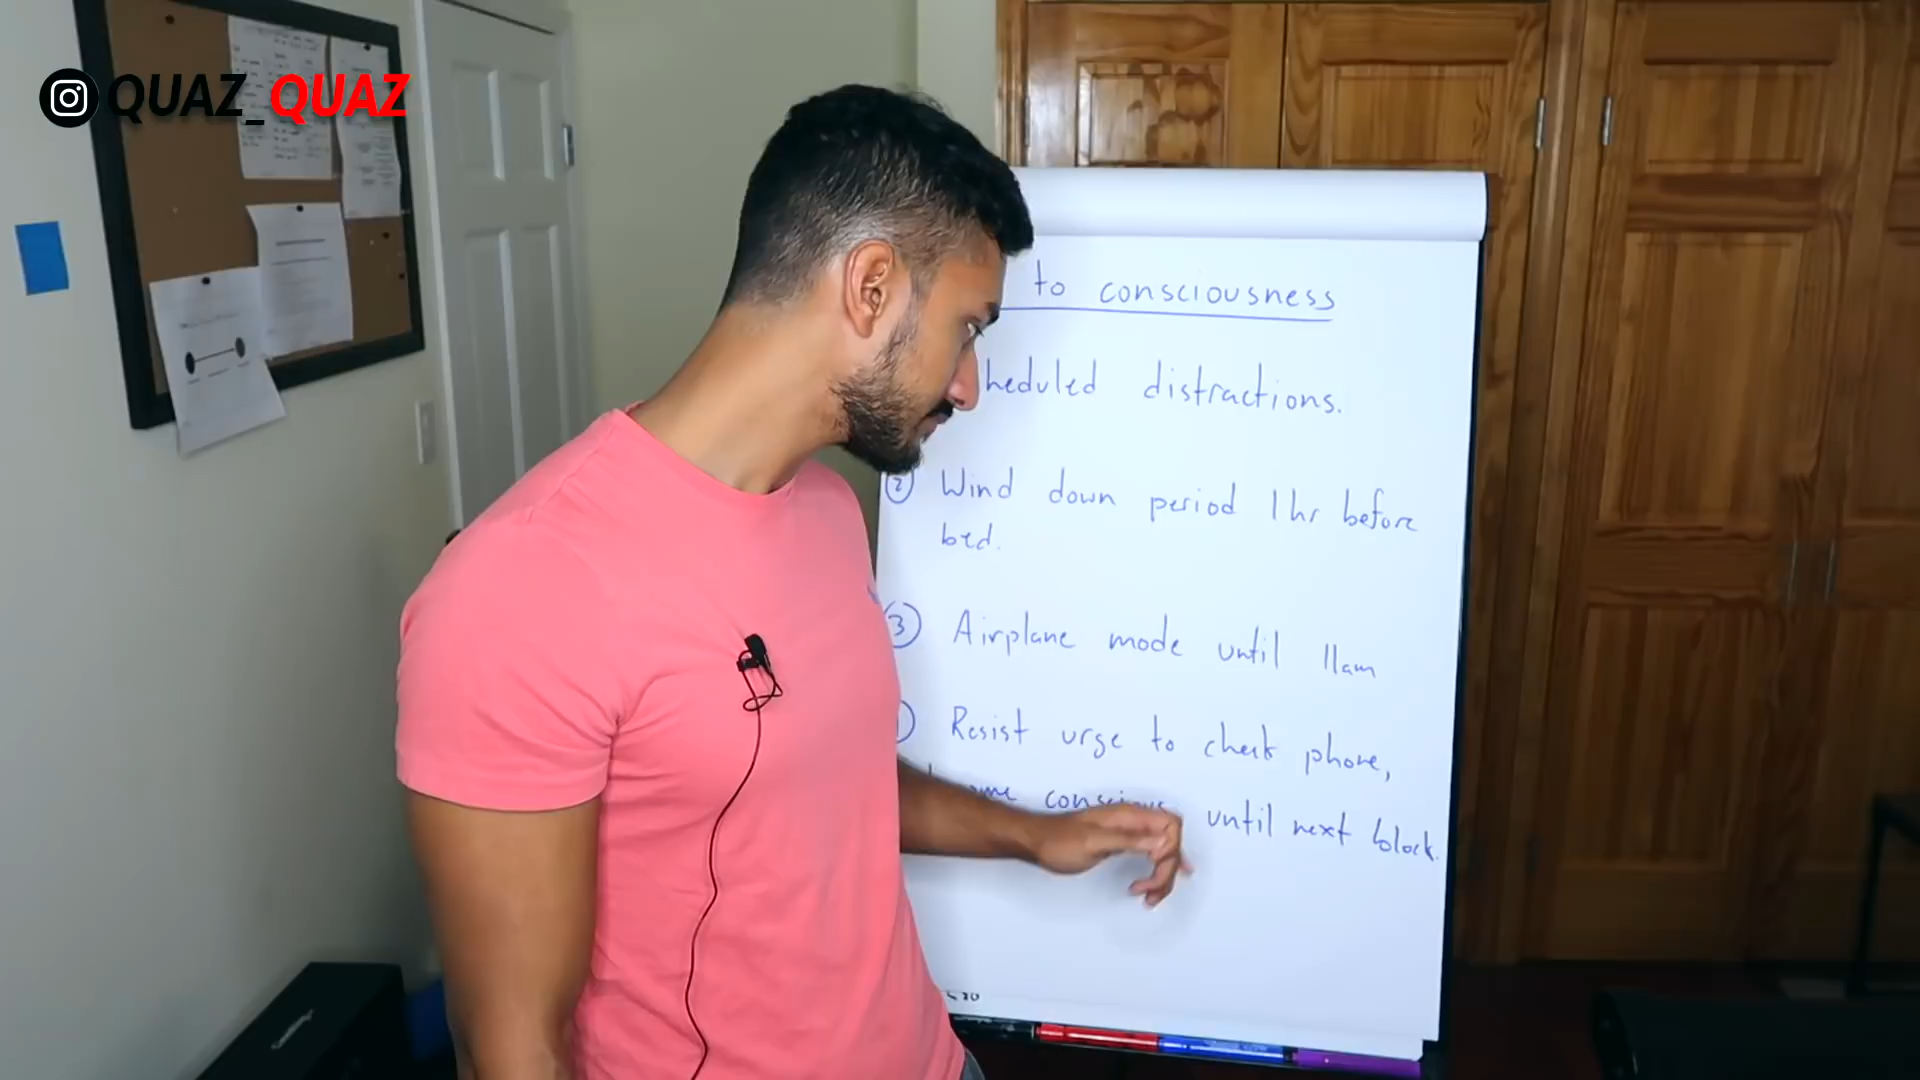 QUAZ_QUAZ
to consciousness
heduled distractions.
2 Wind down period 1hr before
bed.
3 Airplane mode until 11am
Resist urge to check phone,
conscious until next block.